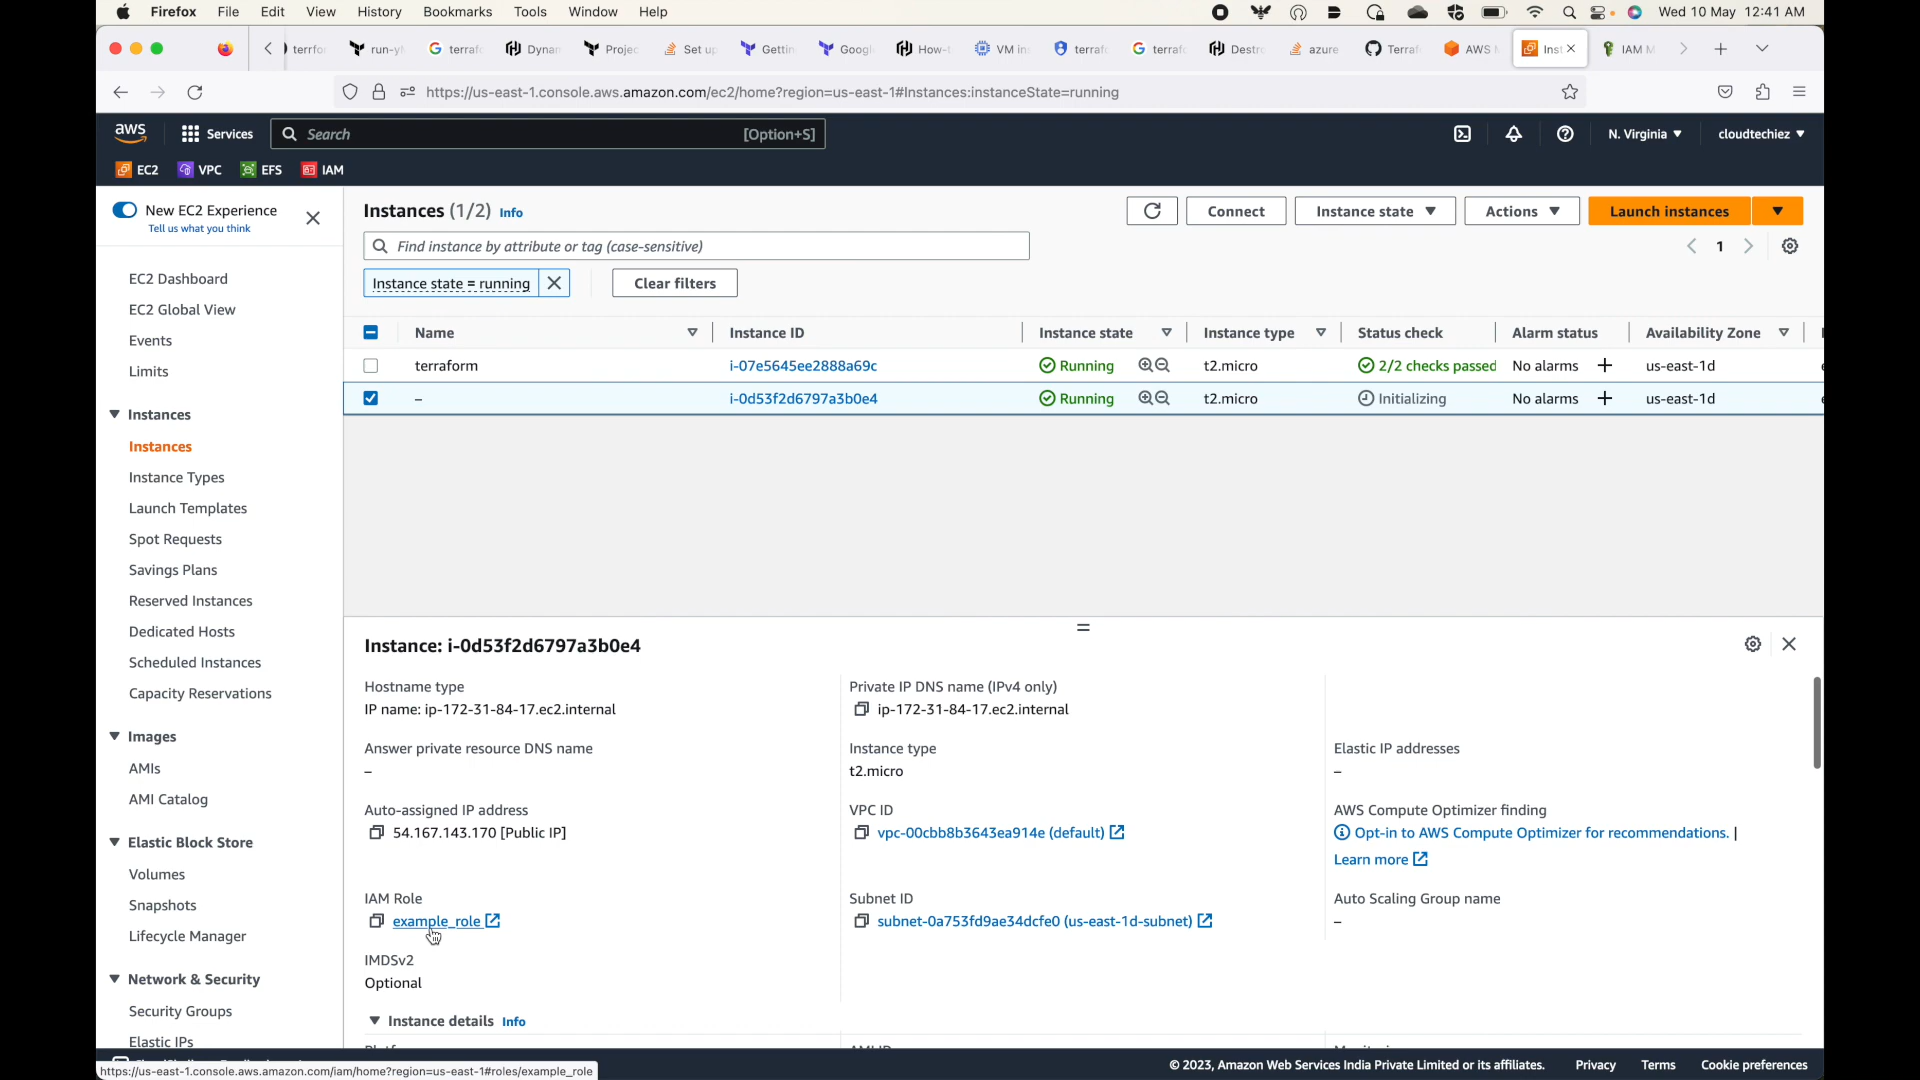 Firefox File Edit View History Bookmarks Tools Window Help Wed 10 May 12:41 AM
terrfor run-y Google terrafo Dynan Projec Set up Gettin Googl How-t VM in terrafo terrafo Destro azure Terraf AWS M Inst IAM M
https://us-east-1.console.aws.amazon.com/ec2/home?region=us-east-1#Instances:instanceState=running
aws Services Search [Option+S] N. Virginia cloudtechiez
EC2 VPC EFS IAM
New EC2 Experience
Tell us what you think
EC2 Dashboard
EC2 Global View
Events
Limits
Instances
Instances
Instance Types
Launch Templates
Spot Requests
Savings Plans
Reserved Instances
Dedicated Hosts
Scheduled Instances
Capacity Reservations
Images
AMIs
AMI Catalog
Elastic Block Store
Volumes
Snapshots
Lifecycle Manager
Network & Security
Security Groups
Elastic IPs
Instances (1/2) Info
Connect Instance state Actions Launch instances
Find instance by attribute or tag (case-sensitive)
1
Instance state = running Clear filters
Name Instance ID Instance state Instance type Status check Alarm status Availability Zone
terraform i-07e5645ee2888a69c Running t2.micro 2/2 checks passed No alarms + us-east-1d
– i-0d53f2d6797a3b0e4 Running t2.micro Initializing No alarms + us-east-1d
Instance: i-0d53f2d6797a3b0e4
Hostname type
IP name: ip-172-31-84-17.ec2.internal
Private IP DNS name (IPv4 only)
ip-172-31-84-17.ec2.internal
Answer private resource DNS name
–
Instance type
t2.micro
Elastic IP addresses
–
Auto-assigned IP address
54.167.143.170 [Public IP]
VPC ID
vpc-00cbb8b3643ea914e (default)
AWS Compute Optimizer finding
Opt-in to AWS Compute Optimizer for recommendations. |
Learn more
IAM Role
example_role
Subnet ID
subnet-0a753fd9ae34dcfe0 (us-east-1d-subnet)
Auto Scaling Group name
–
IMDSv2
Optional
Instance details Info
© 2023, Amazon Web Services India Private Limited or its affiliates. Privacy Terms Cookie preferences
https://us-east-1.console.aws.amazon.com/iam/home?region=us-east-1#roles/example_role